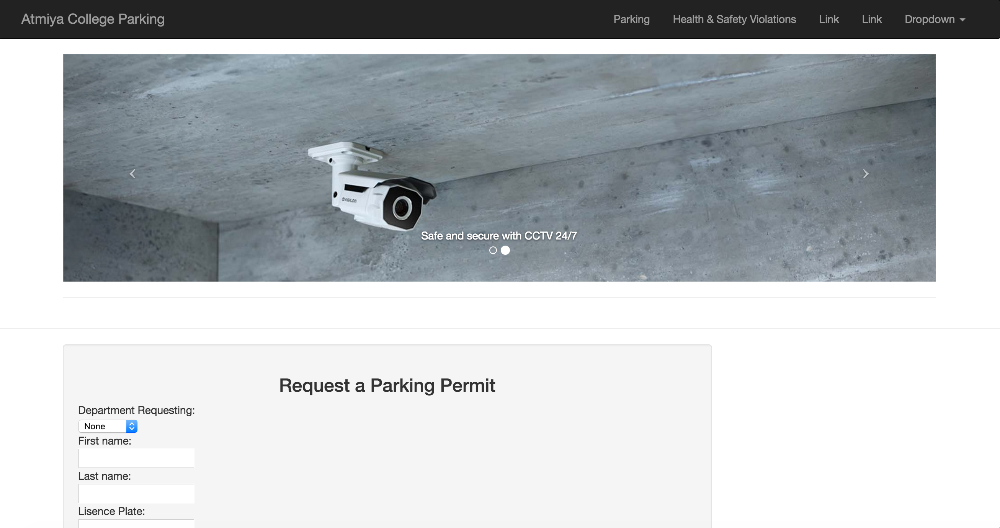 Atmiya College Parking
Parking Health & Safety Violations Link Link Dropdown
AVIGILON
Safe and secure with CCTV 24/7
Request a Parking Permit
Department Requesting:
None
First name:
Last name:
Lisence Plate: